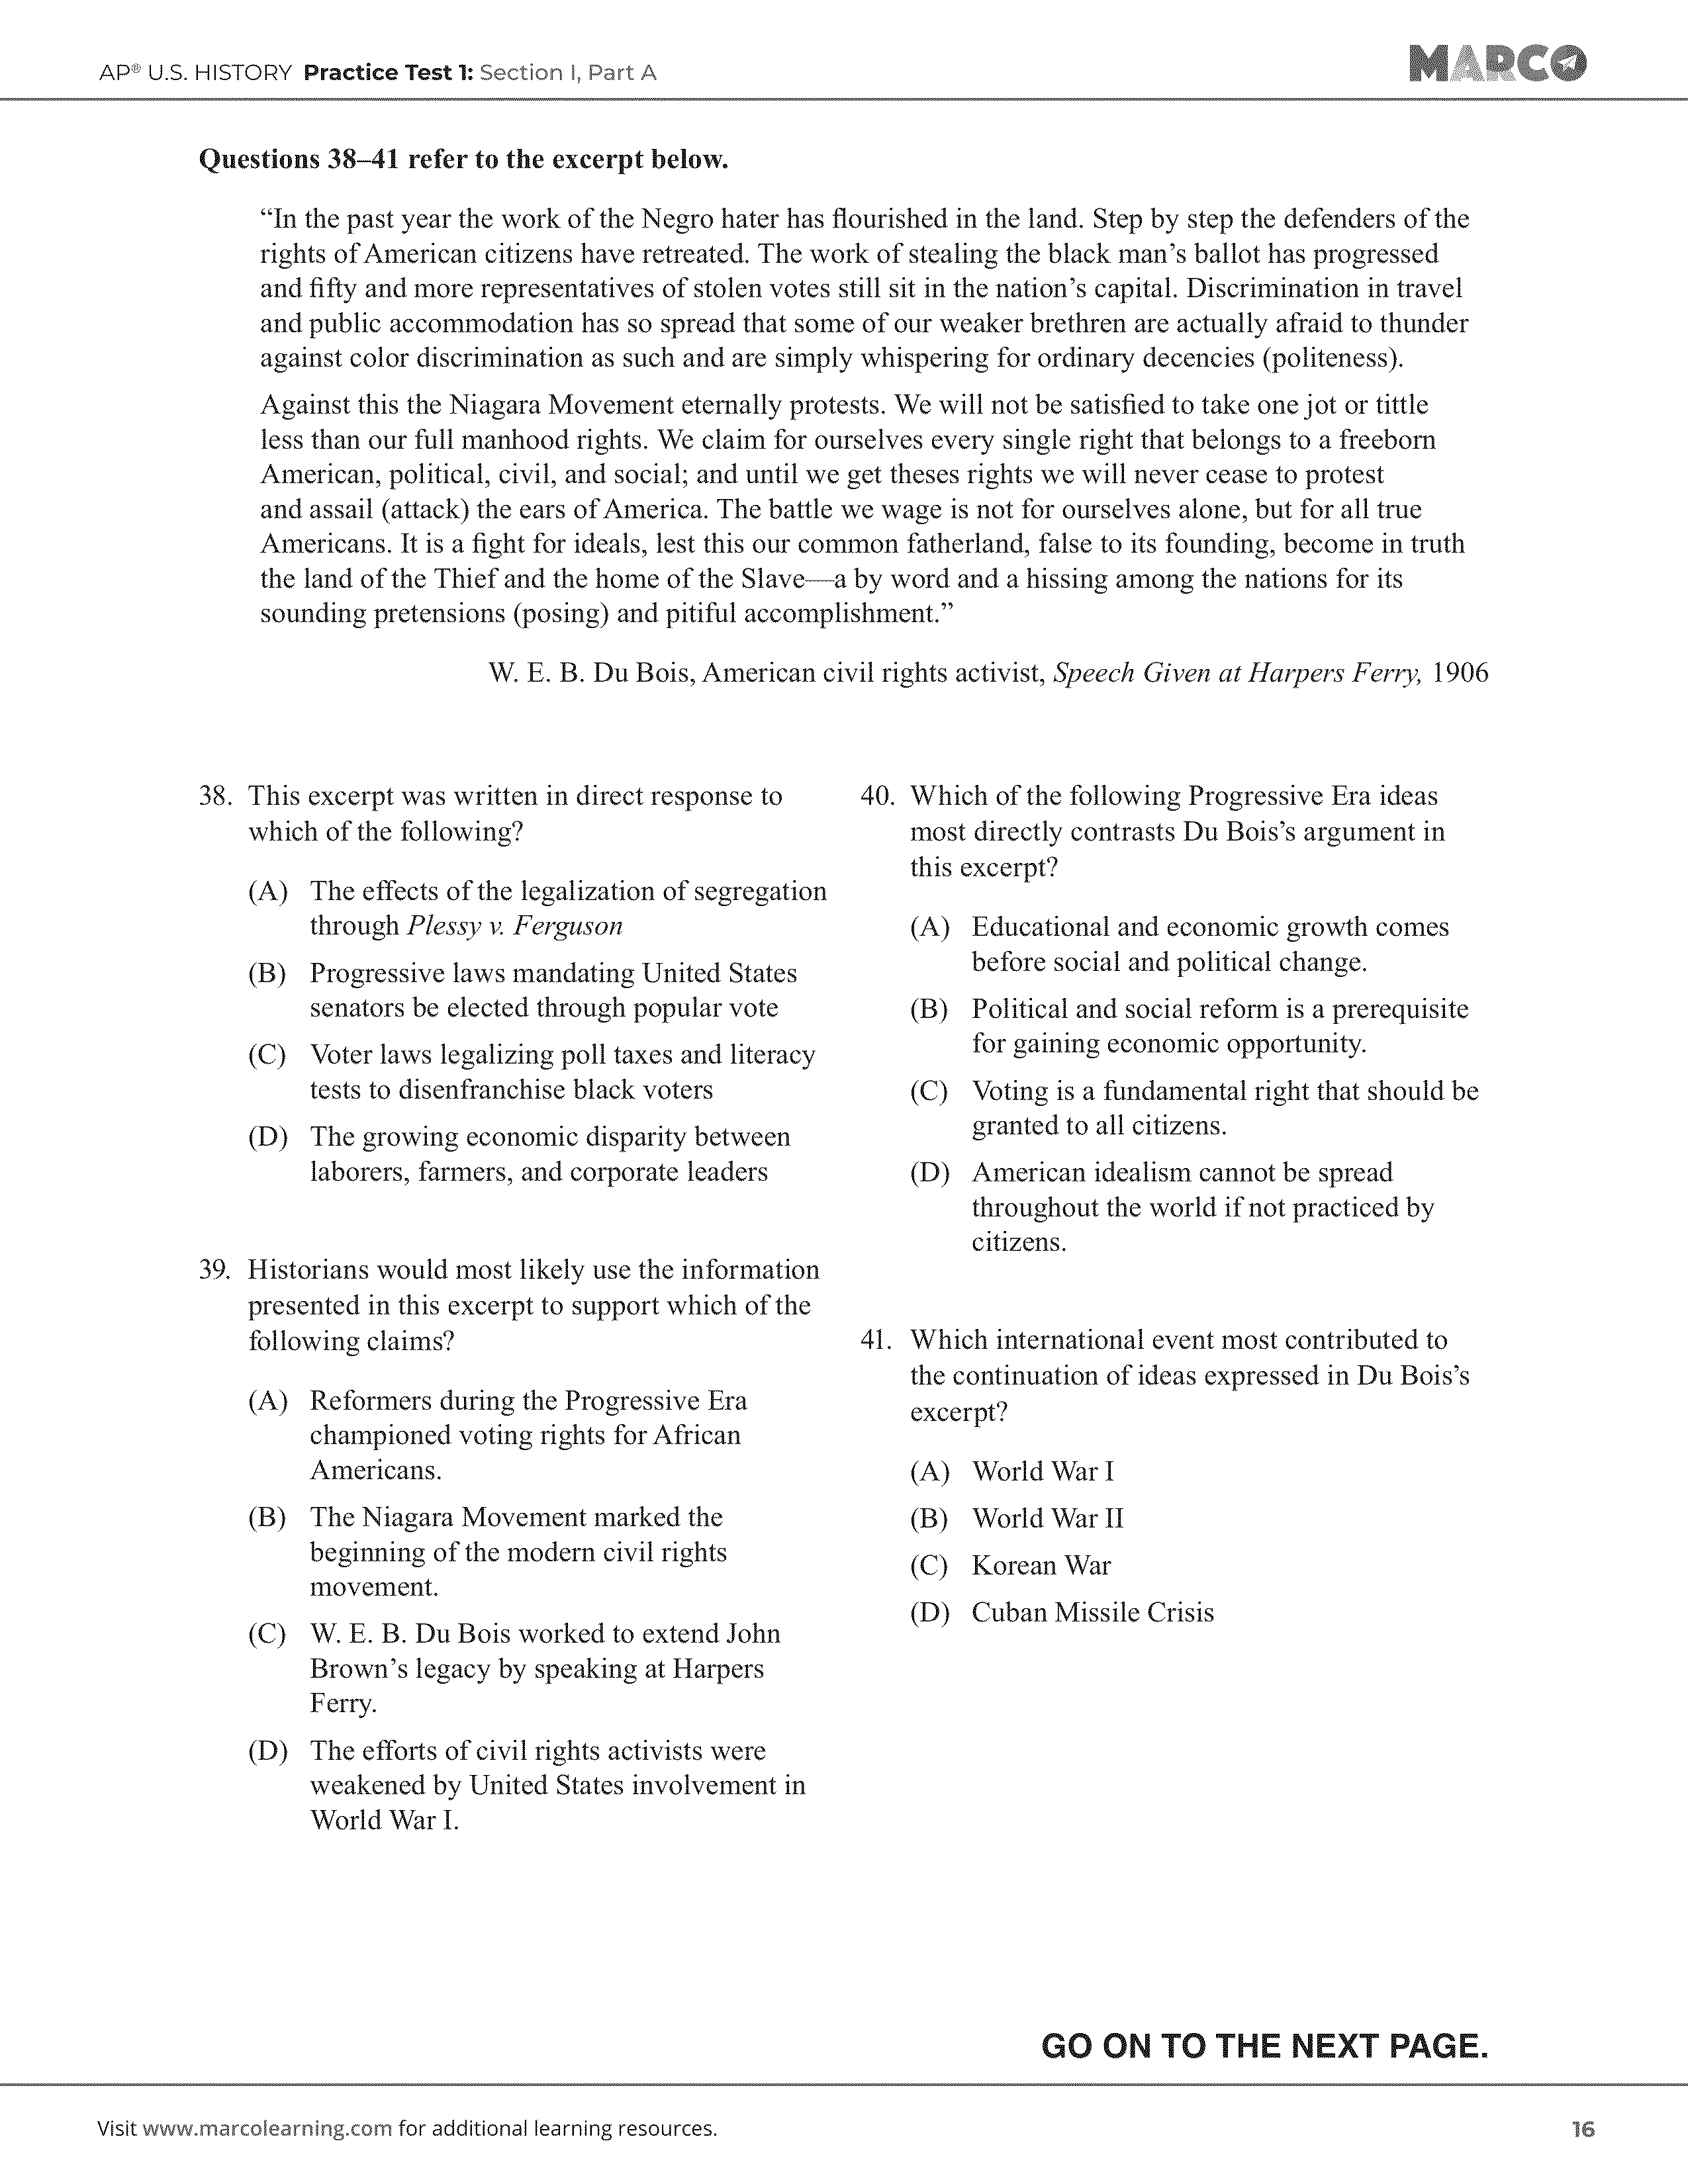 AP® U.S. HISTORY Practice Test 1: Section I, Part A
MARCO
Questions 38–41 refer to the excerpt below.
“In the past year the work of the Negro hater has flourished in the land. Step by step the defenders of the
rights of American citizens have retreated. The work of stealing the black man’s ballot has progressed
and fifty and more representatives of stolen votes still sit in the nation’s capital. Discrimination in travel
and public accommodation has so spread that some of our weaker brethren are actually afraid to thunder
against color discrimination as such and are simply whispering for ordinary decencies (politeness).
Against this the Niagara Movement eternally protests. We will not be satisfied to take one jot or tittle
less than our full manhood rights. We claim for ourselves every single right that belongs to a freeborn
American, political, civil, and social; and until we get theses rights we will never cease to protest
and assail (attack) the ears of America. The battle we wage is not for ourselves alone, but for all true
Americans. It is a fight for ideals, lest this our common fatherland, false to its founding, become in truth
the land of the Thief and the home of the Slave—a by word and a hissing among the nations for its
sounding pretensions (posing) and pitiful accomplishment.”
W. E. B. Du Bois, American civil rights activist, Speech Given at Harpers Ferry, 1906
38. This excerpt was written in direct response to
which of the following?
(A) The effects of the legalization of segregation
through Plessy v. Ferguson
(B) Progressive laws mandating United States
senators be elected through popular vote
(C) Voter laws legalizing poll taxes and literacy
tests to disenfranchise black voters
(D) The growing economic disparity between
laborers, farmers, and corporate leaders
39. Historians would most likely use the information
presented in this excerpt to support which of the
following claims?
(A) Reformers during the Progressive Era
championed voting rights for African
Americans.
(B) The Niagara Movement marked the
beginning of the modern civil rights
movement.
(C) W. E. B. Du Bois worked to extend John
Brown’s legacy by speaking at Harpers
Ferry.
(D) The efforts of civil rights activists were
weakened by United States involvement in
World War I.
40. Which of the following Progressive Era ideas
most directly contrasts Du Bois’s argument in
this excerpt?
(A) Educational and economic growth comes
before social and political change.
(B) Political and social reform is a prerequisite
for gaining economic opportunity.
(C) Voting is a fundamental right that should be
granted to all citizens.
(D) American idealism cannot be spread
throughout the world if not practiced by
citizens.
41. Which international event most contributed to
the continuation of ideas expressed in Du Bois’s
excerpt?
(A) World War I
(B) World War II
(C) Korean War
(D) Cuban Missile Crisis
GO ON TO THE NEXT PAGE.
Visit www.marcolearning.com for additional learning resources.
16